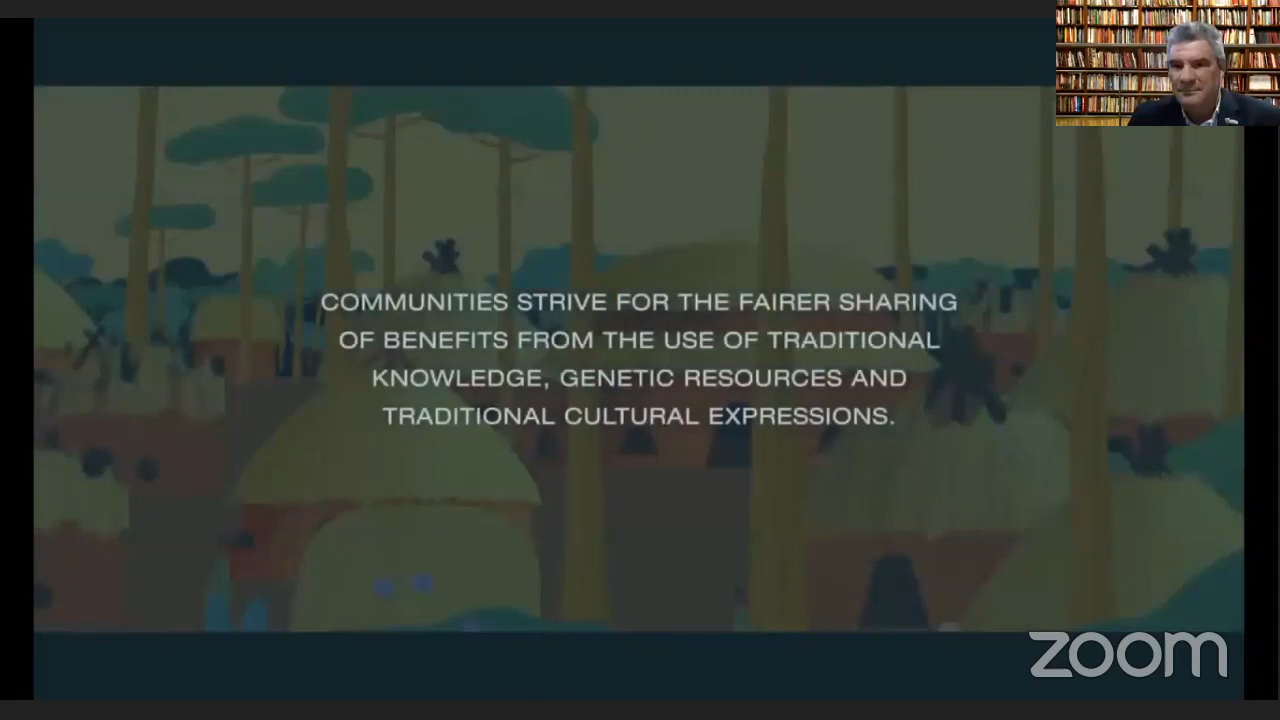 COMMUNITIES STRIVE FOR THE FAIRER SHARING
OF BENEFITS FROM THE USE OF TRADITIONAL
KNOWLEDGE, GENETIC RESOURCES AND
TRADITIONAL CULTURAL EXPRESSIONS.
zoom